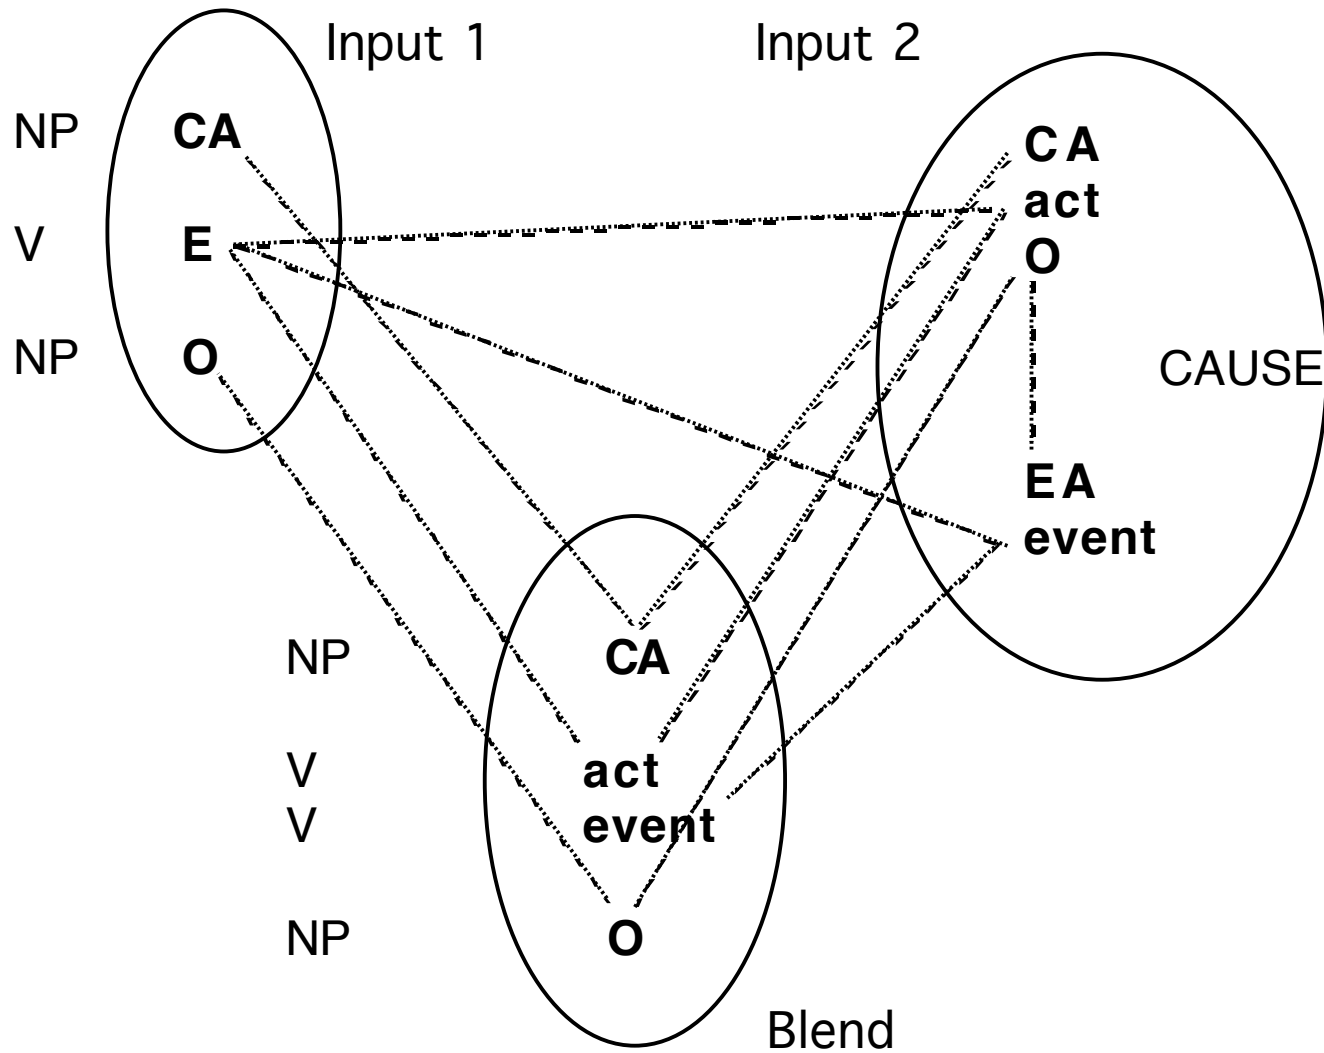 Input 1
Input 2
NP CA
V E
NP O
CA
act
O
CAUSE
EA
event
NP CA
V act
V event
NP O
Blend